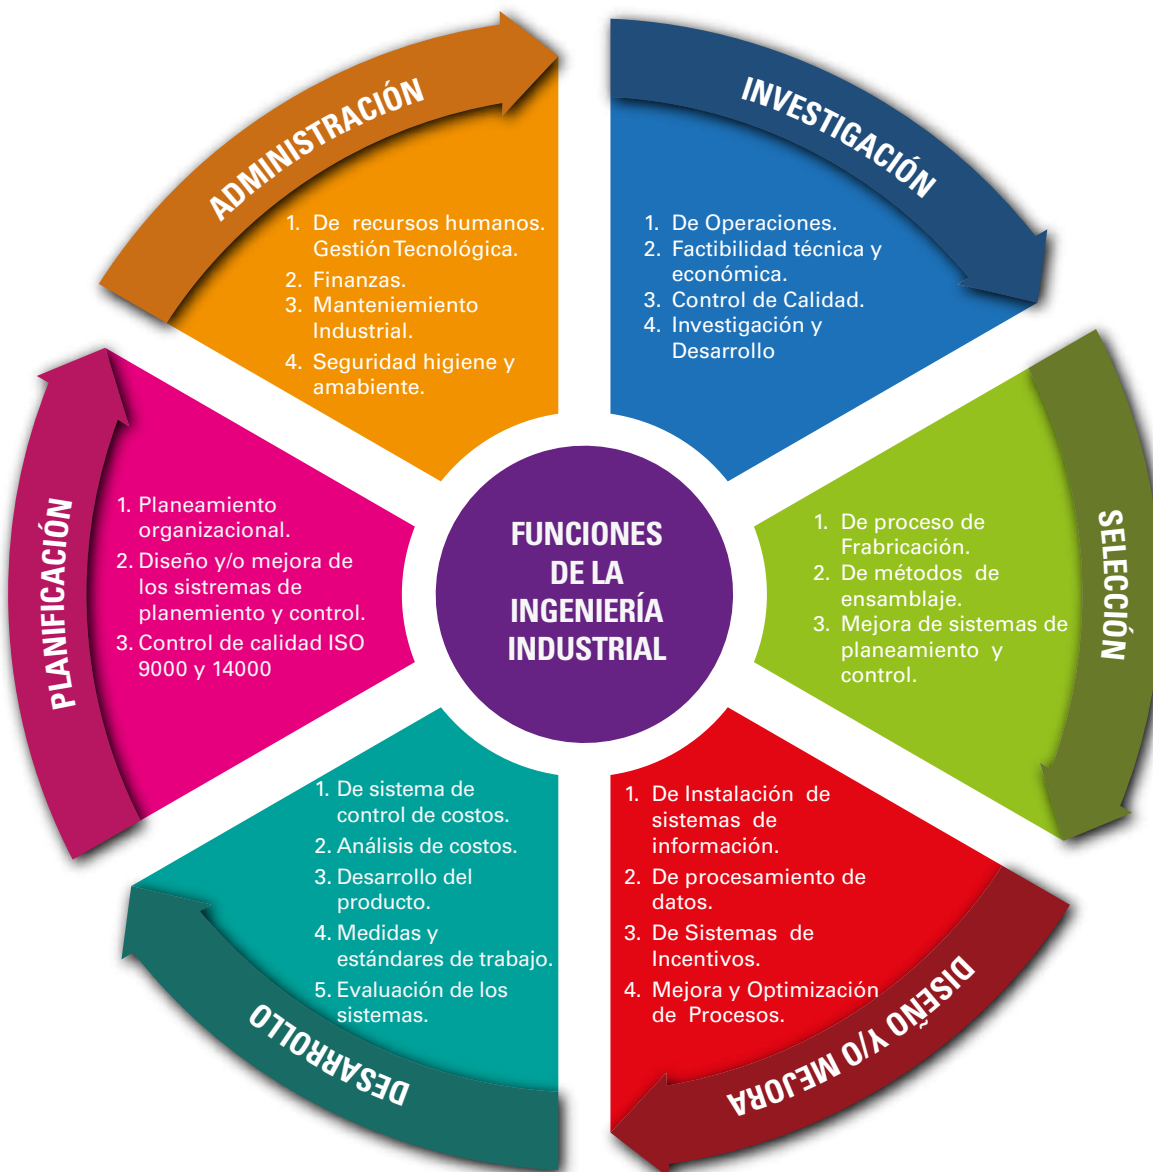 FUNCIONES
DE LA
INGENIERÍA
INDUSTRIAL
INVESTIGACIÓN
1. De Operaciones.
2. Factibilidad técnica y
económica.
3. Control de Calidad.
4. Investigación y
Desarrollo
SELECCIÓN
1. De proceso de
Frabricación.
2. De métodos de
ensamblaje.
3. Mejora de sistemas de
planeamiento y
control.
DISEÑO Y/O MEJORA
1. De Instalación de
sistemas de
información.
2. De procesamiento de
datos.
3. De Sistemas de
Incentivos.
4. Mejora y Optimización
de Procesos.
DESARROLLO
1. De sistema de
control de costos.
2. Análisis de costos.
3. Desarrollo del
producto.
4. Medidas y
estándares de trabajo.
5. Evaluación de los
sistemas.
PLANIFICACIÓN
1. Planeamiento
organizacional.
2. Diseño y/o mejora de
los sistremas de
planemiento y control.
3. Control de calidad ISO
9000 y 14000
ADMINISTRACIÓN
1. De recursos humanos.
Gestión Tecnológica.
2. Finanzas.
3. Manteniemiento
Industrial.
4. Seguridad higiene y
amabiente.